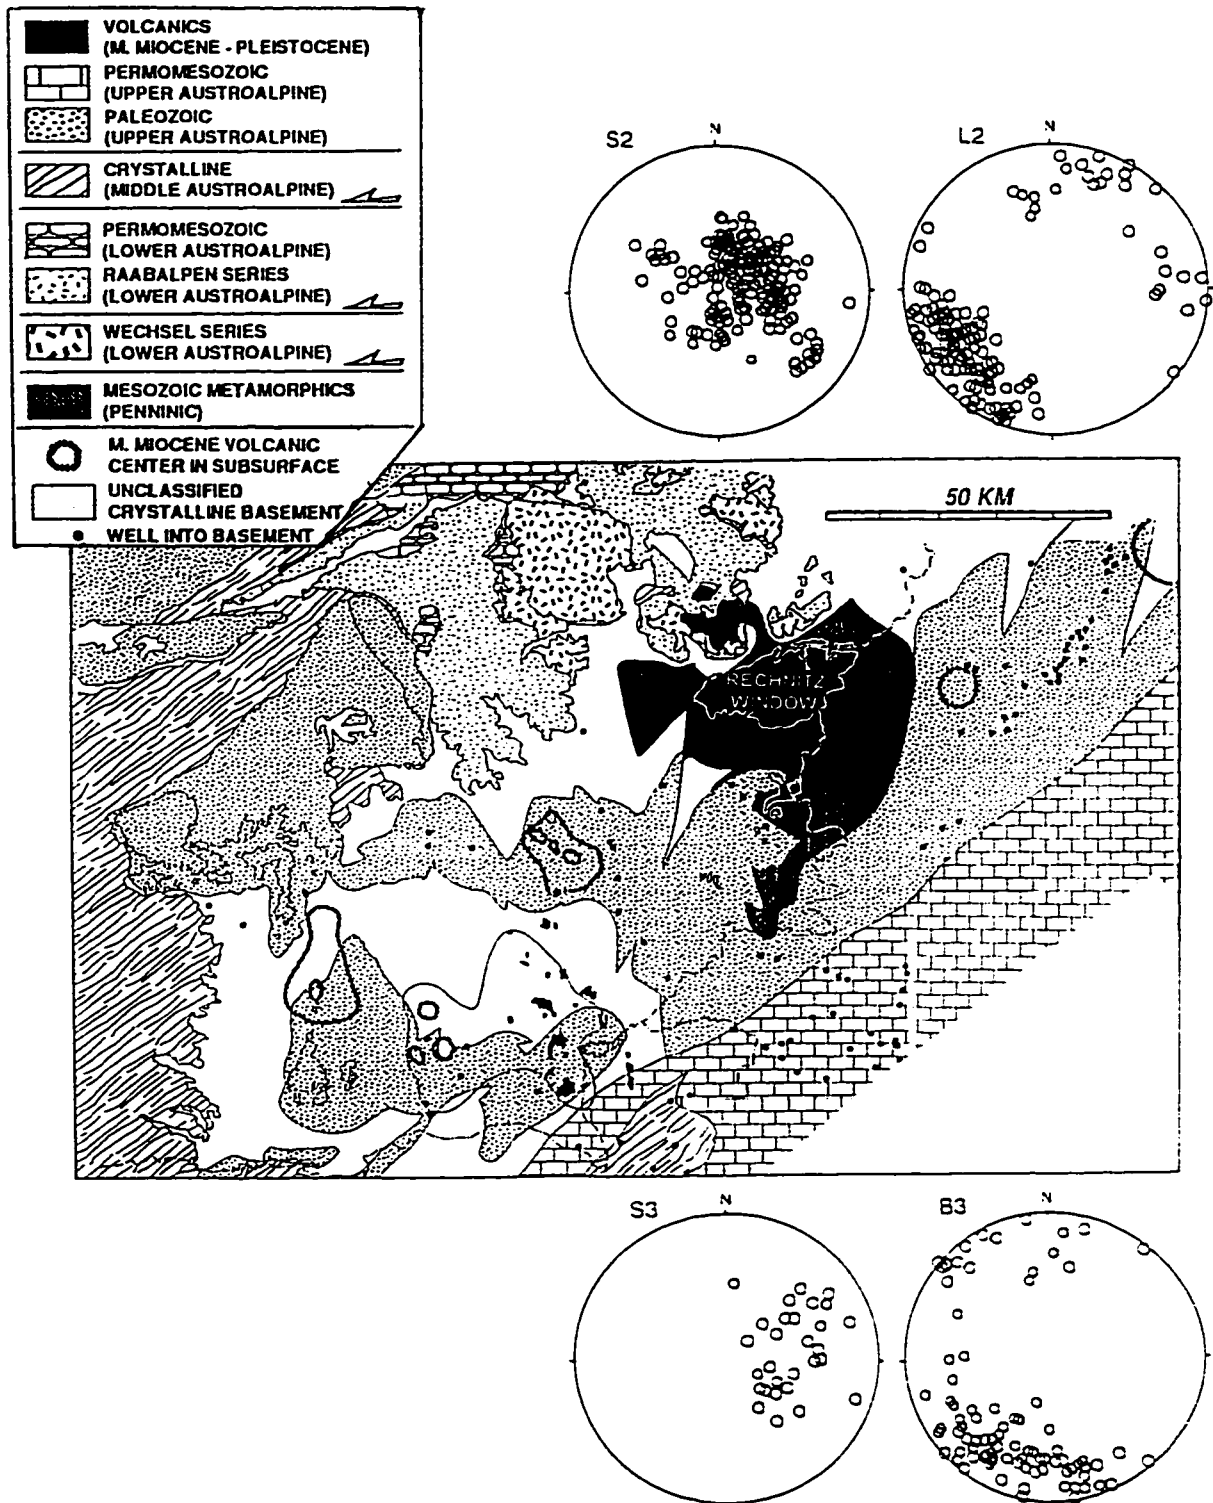 VOLCANICS
(M. MIOCENE - PLEISTOCENE)
PERMOMESOZOIC
(UPPER AUSTROALPINE)
PALEOZOIC
(UPPER AUSTROALPINE)
CRYSTALLINE
(MIDDLE AUSTROALPINE)
PERMOMESOZOIC
(LOWER AUSTROALPINE)
RAABALPEN SERIES
(LOWER AUSTROALPINE)
WECHSEL SERIES
(LOWER AUSTROALPINE)
MESOZOIC METAMORPHICS
(PENNINIC)
M. MIOCENE VOLCANIC
CENTER IN SUBSURFACE
UNCLASSIFIED
CRYSTALLINE BASEMENT
WELL INTO BASEMENT
S2
N
L2
N
50 KM
RECHNITZ
WINDOW
S3
N
B3
N